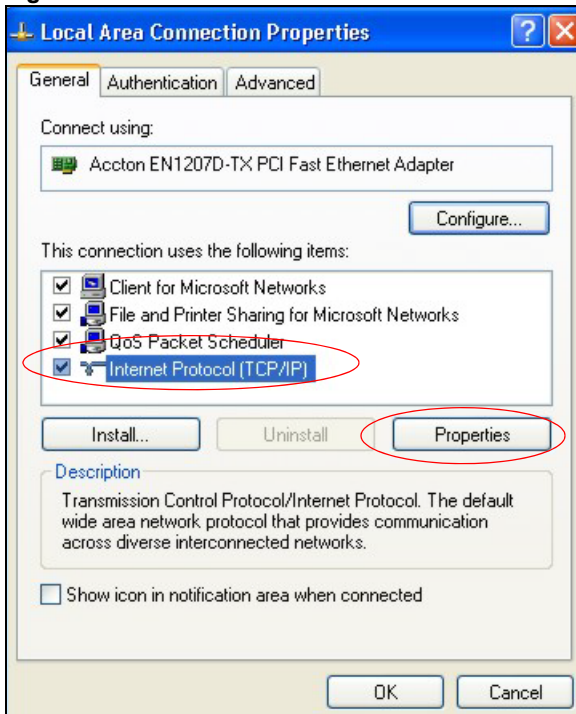 Local Area Connection Properties
General Authentication Advanced
Connect using:
Accton EN1207D-TX PCI Fast Ethernet Adapter
Configure...
This connection uses the following items:
Client for Microsoft Networks
File and Printer Sharing for Microsoft Networks
QoS Packet Scheduler
Internet Protocol (TCP/IP)
Install... Uninstall Properties
Description
Transmission Control Protocol/Internet Protocol. The default
wide area network protocol that provides communication
across diverse interconnected networks.
Show icon in notification area when connected
OK Cancel